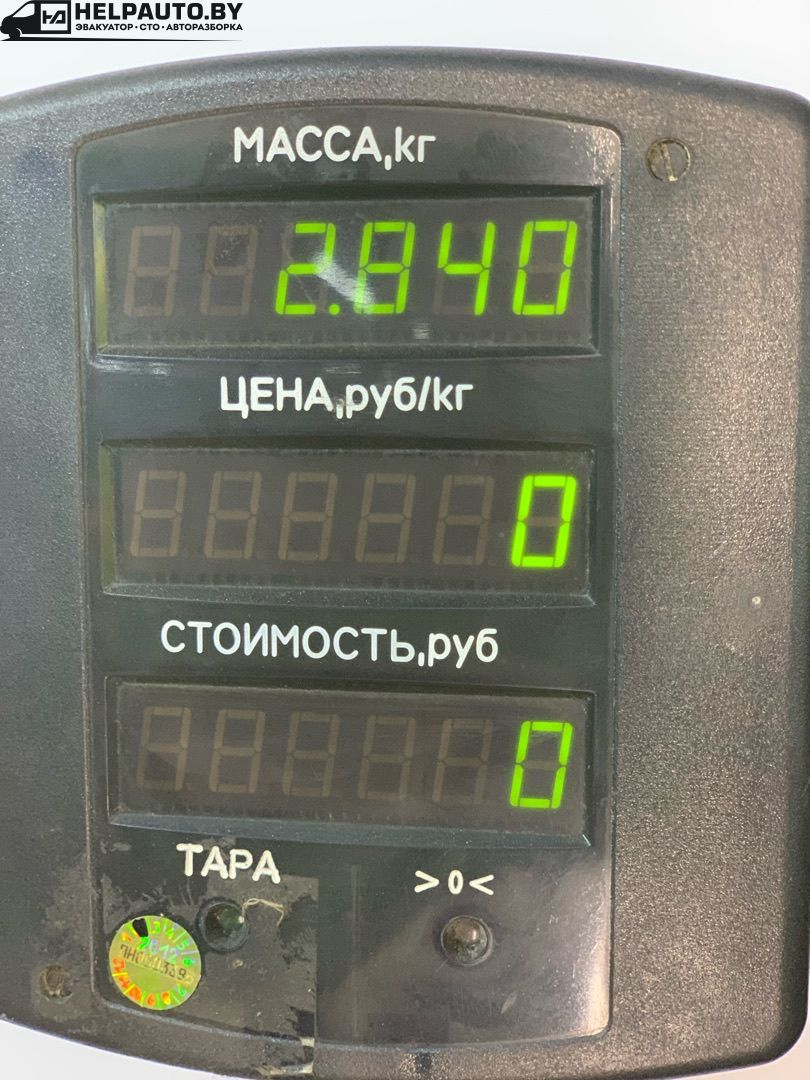 HELPAUTO.BY
ЭВАКУАТОР • СТО • АВТОРАЗБОРКА
МАССА,кг
2.840
ЦЕНА,руб/кг
0
СТОИМОСТЬ,руб
0
ТАРА
>0<